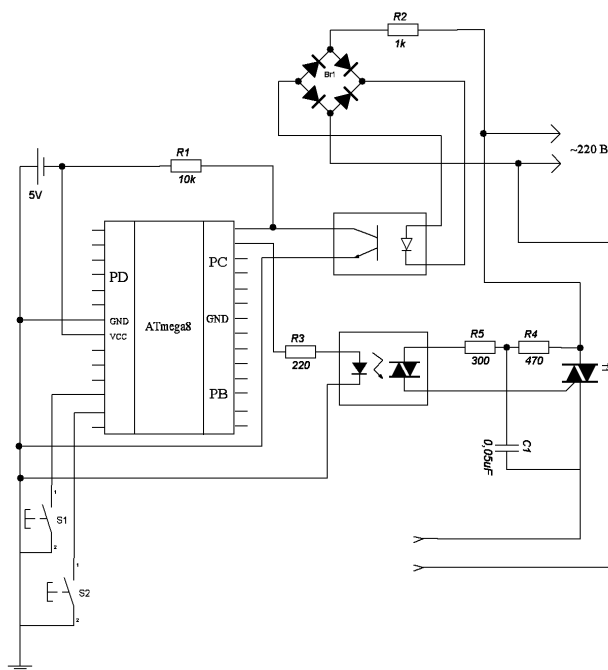 R2
1k
Br1
~220 В
R1
10k
5V
PD
PC
GND
VCC
ATmega8
GND
PB
R3
220
R5
300
R4
470
C1
0,05uF
1
S1
2
1
S2
2